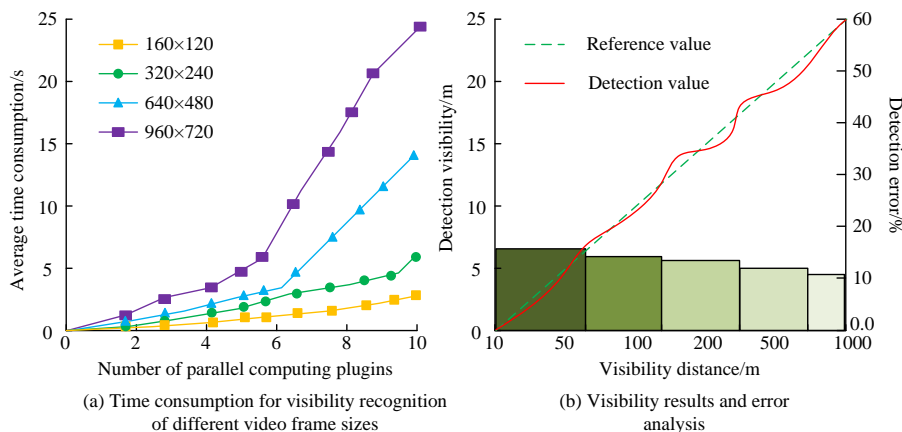 25
20
15
10
5
0
Average time consumption/s
160×120
320×240
640×480
960×720
0 2 4 6 8 10
Number of parallel computing plugins
(a) Time consumption for visibility recognition
of different video frame sizes
25
20
15
10
5
0
Detection visibility/m
Reference value
Detection value
60
50
40
30
20
10
0.0
Detection error/%
10 50 100 200 500 1000
Visibility distance/m
(b) Visibility results and error
analysis